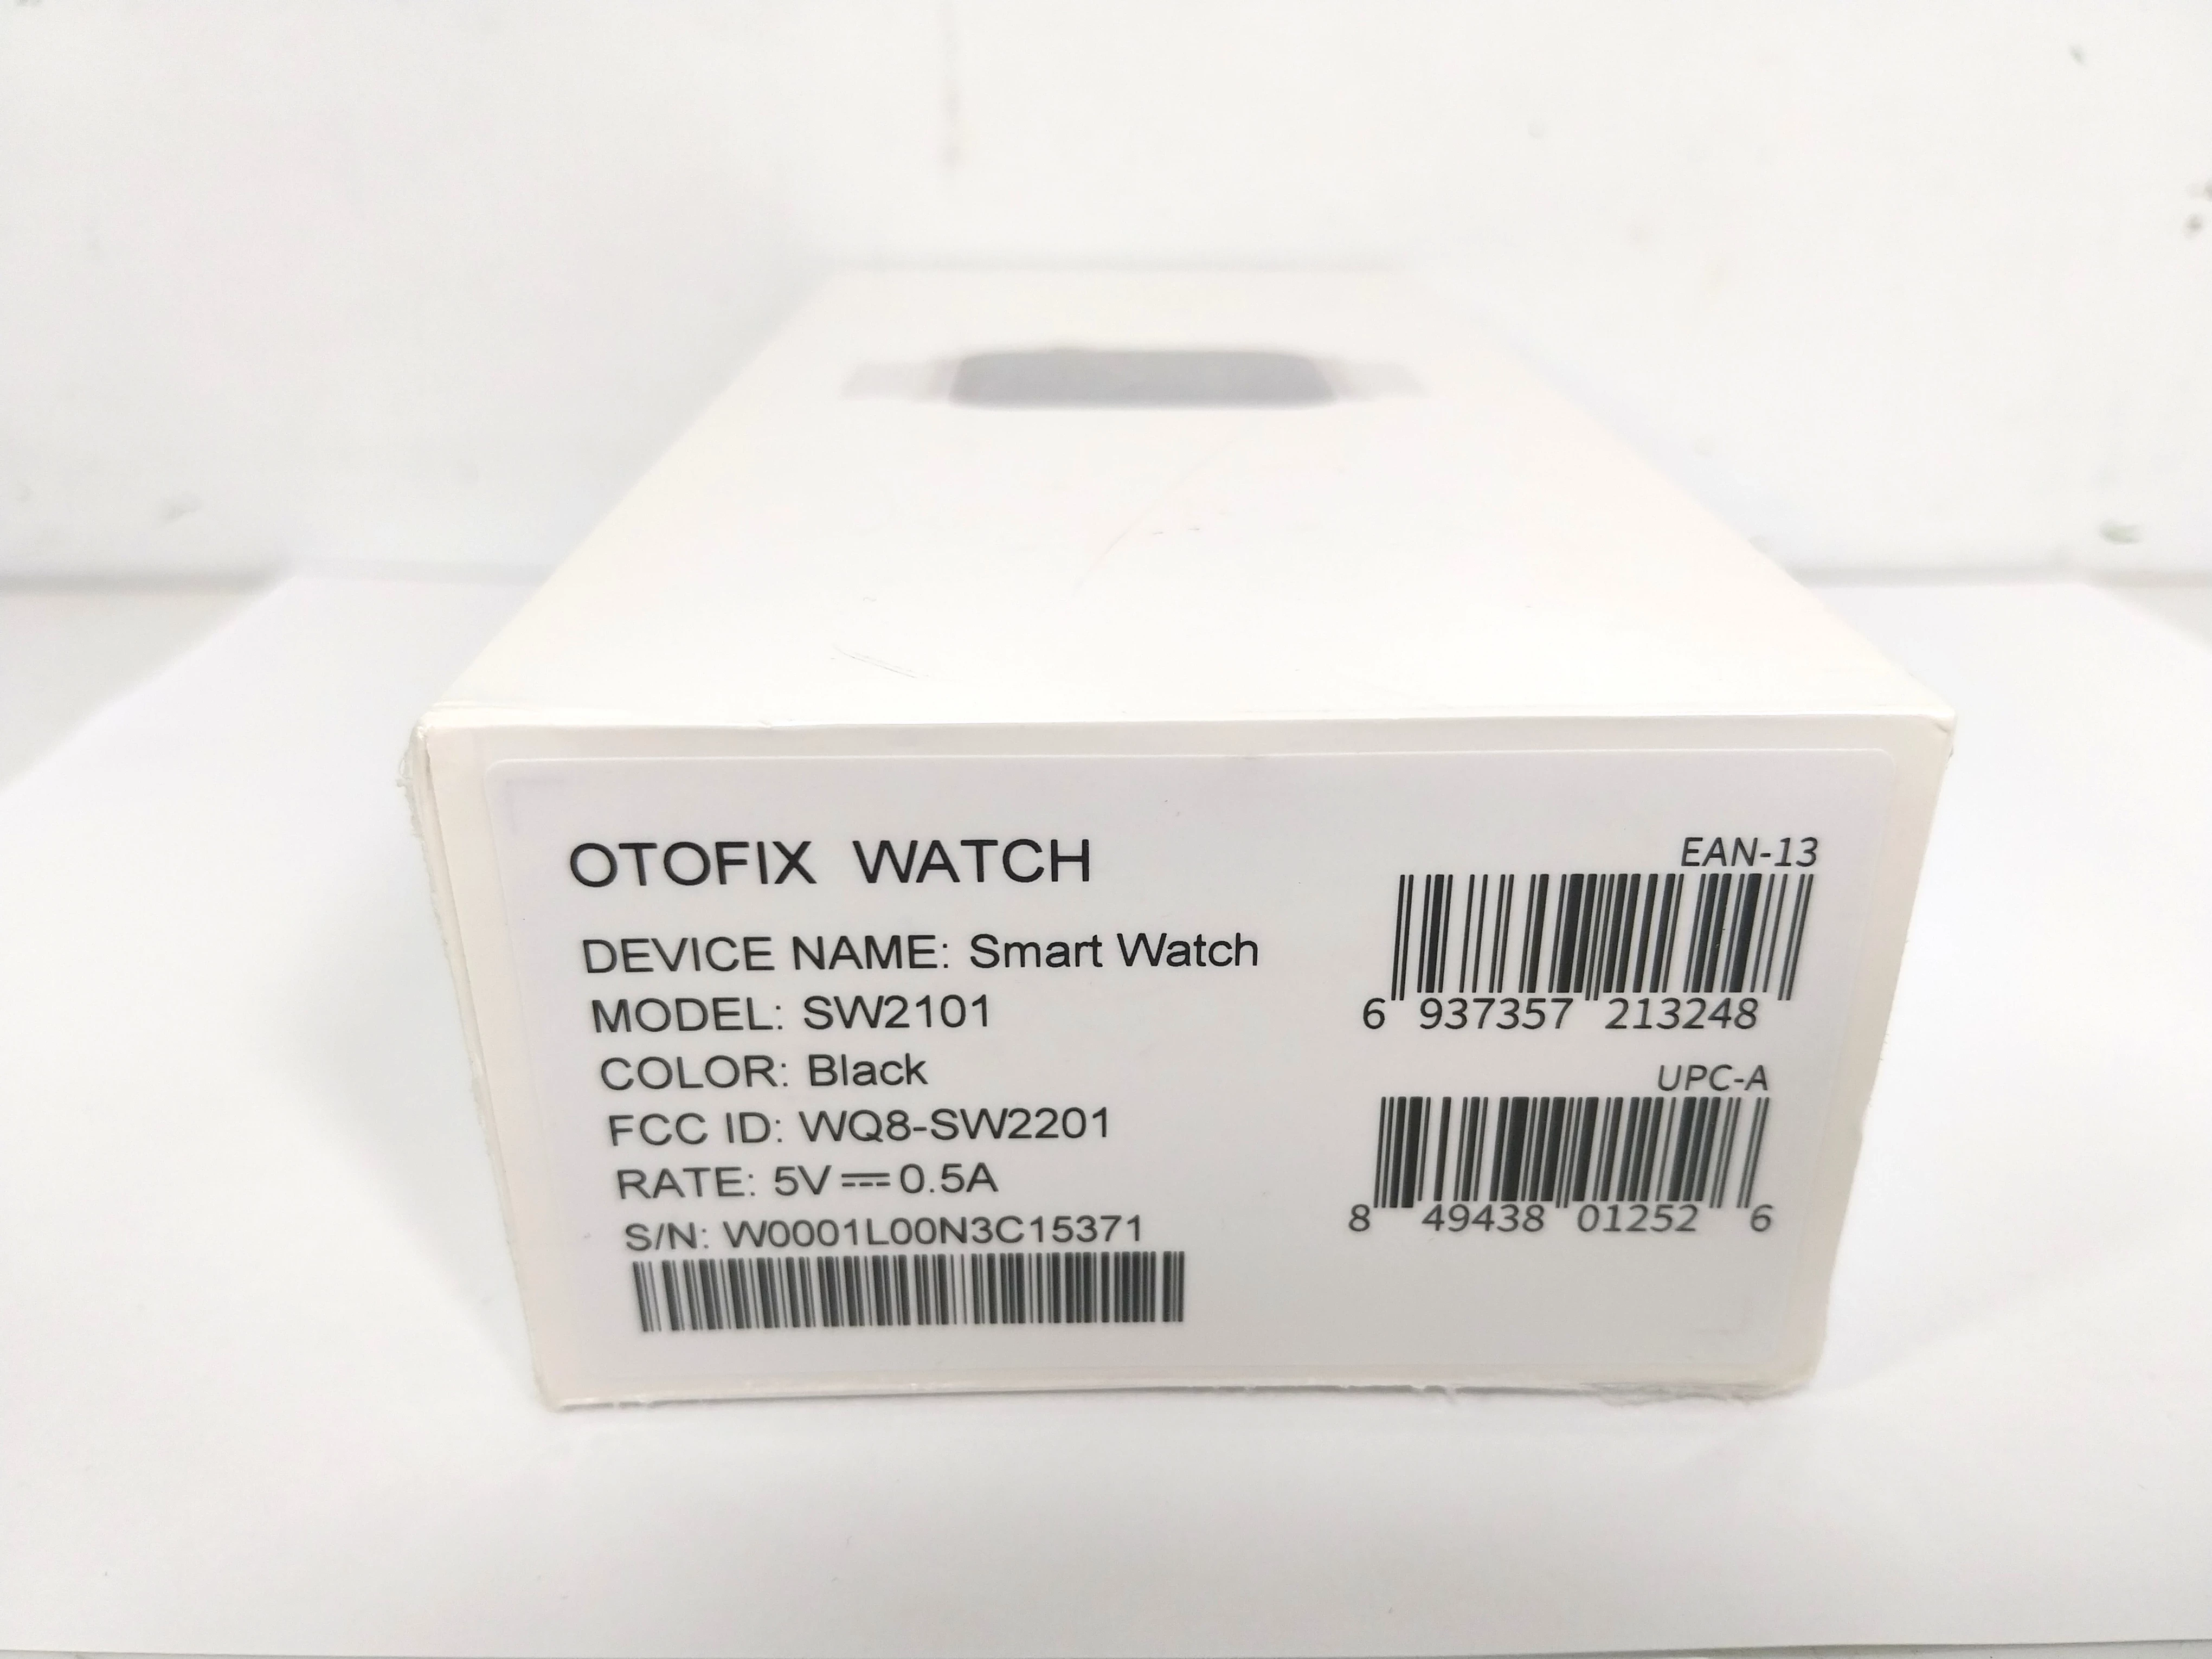 OTOFIX WATCH
DEVICE NAME: Smart Watch
MODEL: SW2101
COLOR: Black
FCC ID: WQ8-SW2201
RATE: 5V⎓0.5A
S/N: W0001L00N3C15371
EAN-13
6 937357 213248
UPC-A
8 49438 01252 6